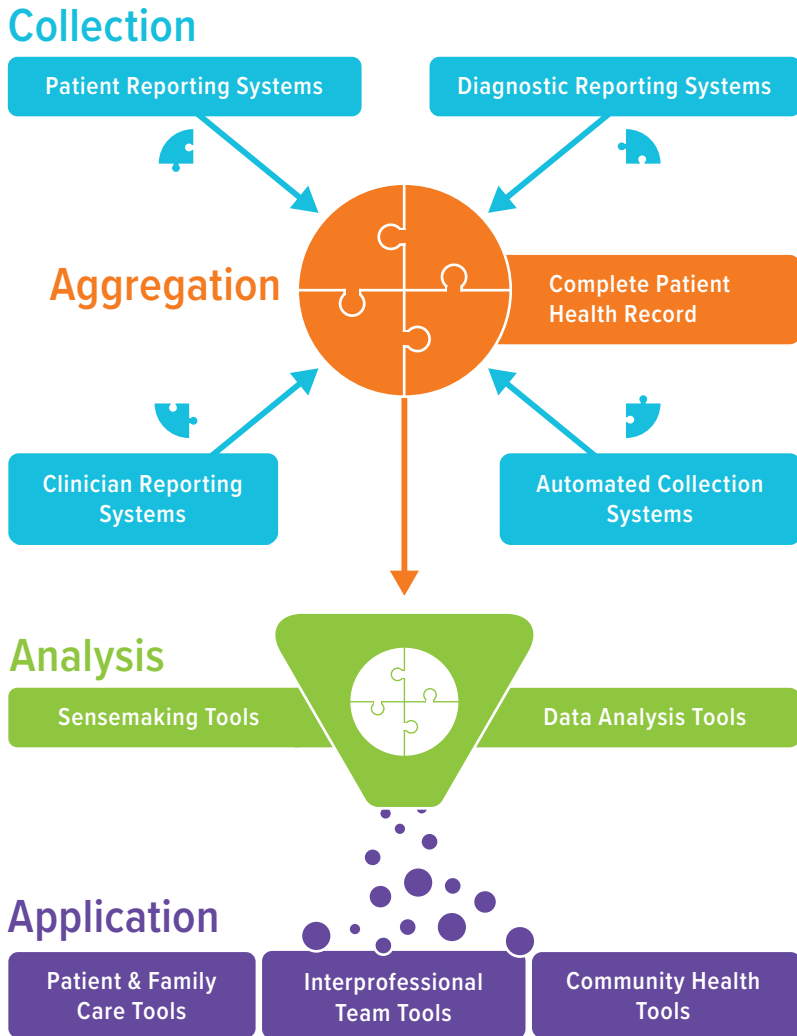 Collection
Patient Reporting Systems
Diagnostic Reporting Systems
Aggregation
Complete Patient
Health Record
Clinician Reporting
Systems
Automated Collection
Systems
Analysis
Sensemaking Tools
Data Analysis Tools
Application
Patient & Family
Care Tools
Interprofessional
Team Tools
Community Health
Tools